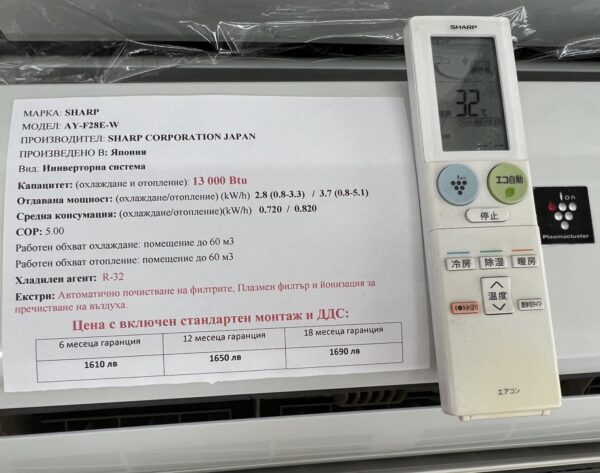 МАРКА: SHARP
МОДЕЛ: AY-F28E-W
ПРОИЗВОДИТЕЛ: SHARP CORPORATION JAPAN
ПРОИЗВЕДЕНО В: Япония
Вид: Нинверторна система
Капацитет: (охлаждане и отопление): 13 000 Btu
Отдавана мощност: (охлаждане/отопление) (kW/h) 2.8 (0.8-3.3) / 3.7 (0.8-5.1)
Средна консумация: (охлаждане/отопление)(kW/h) 0.720 / 0.820
COP: 5.00
Работен обхват охлаждане: помещение до 60 м3
Работен обхват отопление: помещение до 60 м3
Хладилен агент: R-32
Екстри: Автоматично почистване на филтрите, Плазмен филтър и йонизация за
пречистване на въздуха.
Цена с включен стандартен монтаж и ДДС:
6 месеца гаранция 12 месеца гаранция 18 месеца гаранция
1610 лв 1650 лв 1690 лв
SHARP
32℃
エコ自動
停止
冷房 除湿 暖房
温度
エアコン
ion
Plasmacluster